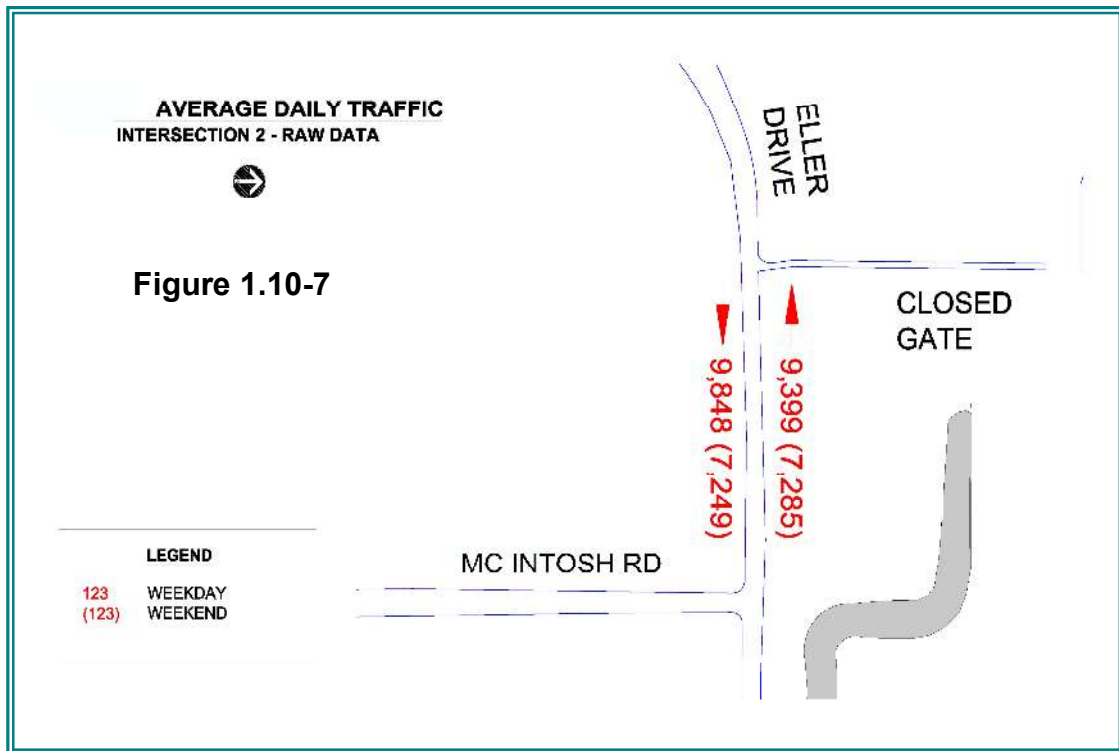 AVERAGE DAILY TRAFFIC
INTERSECTION 2 - RAW DATA
Figure 1.10-7
ELLER
DRIVE
CLOSED
GATE
9,848 (7,249)
9,399 (7,285)
MC INTOSH RD
LEGEND
123 WEEKDAY
(123) WEEKEND